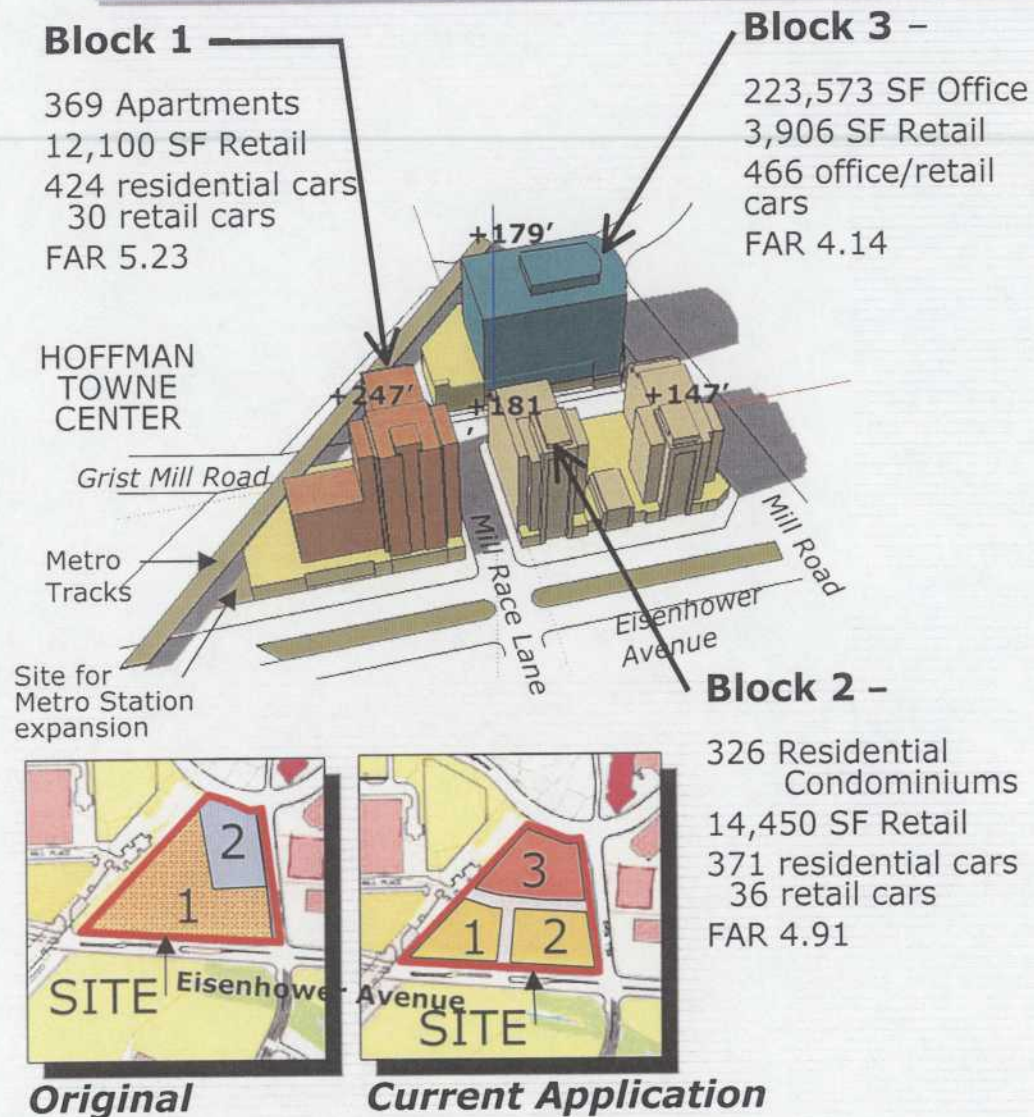 Block 1
369 Apartments
12,100 SF Retail
424 residential cars
30 retail cars
FAR 5.23
Block 3 –
223,573 SF Office
3,906 SF Retail
466 office/retail
cars
FAR 4.14
+179’
+247’
+181
’
+147’
HOFFMAN
TOWNE
CENTER
Grist Mill Road
Metro
Tracks
Site for
Metro Station
expansion
Mill Race Lane
Mill Road
Eisenhower
Avenue
Block 2 –
326 Residential
Condominiums
14,450 SF Retail
371 residential cars
36 retail cars
FAR 4.91
2
1
SITE
Eisenhower Avenue
3
1
2
SITE
Original
Current Application